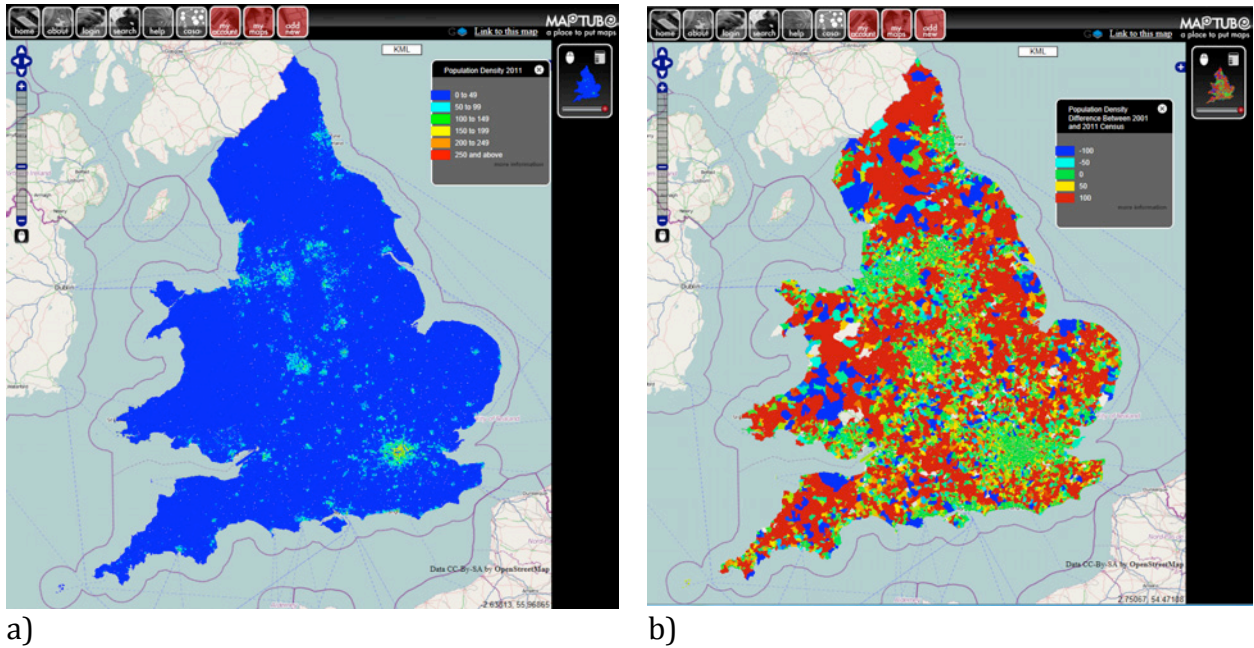 home
about
login
search
help
casa
my account
my maps
add new
MAPTUBE
a place to put maps
Link to this map
KML
Population Density 2011
0 to 49
50 to 99
100 to 149
150 to 199
200 to 249
250 and above
more information
Dublin
Data CC-By-SA by OpenStreetMap
-2.63813, 55.96865
a)
home
about
login
search
help
casa
my account
my maps
add new
MAPTUBE
a place to put maps
Link to this map
KML
Population Density
Difference Between 2001
and 2011 Census
-100
-50
0
50
100
more information
Dublin
Data CC-By-SA by OpenStreetMap
2.75067, 54.47188
b)